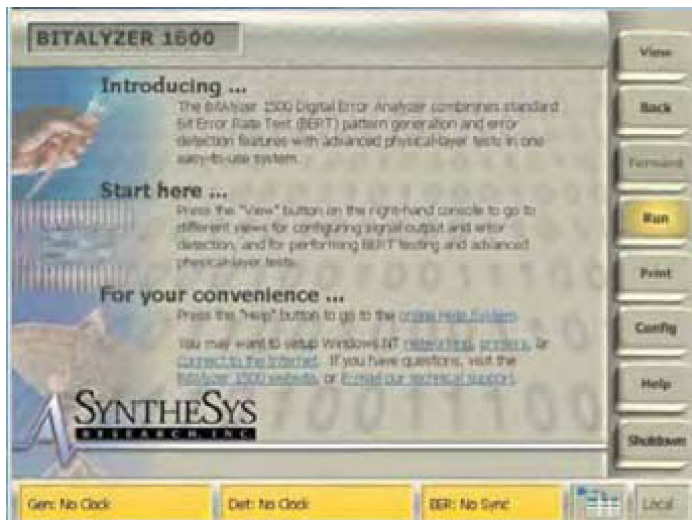 BITALYZER 1500
View
Introducing ...
The BitAlyzer 1500 Digital Error Analyzer combines standard
Bit Error Rate Test (BERT) pattern generation and error
detection features with advanced physical-layer tests in one
easy-to-use system.
Back
Forward
Start here ...
Press the "View" button on the right-hand console to go to
different views for configuring signal output and error
detection, and for performing BERT testing and advanced
physical-layer tests.
Run
Print
For your convenience ...
Press the "Help" button to go to the online Help System.
You may want to setup Windows NT networking, printers, or
connect to the Internet. If you have questions, visit the
BitAlyzer 1500 website, or E-mail our technical support.
Config
Help
SYNTHESYS
RESEARCH, INC.
Shutdown
Gen: No Clock
Det: No Clock
BER: No Sync
Local